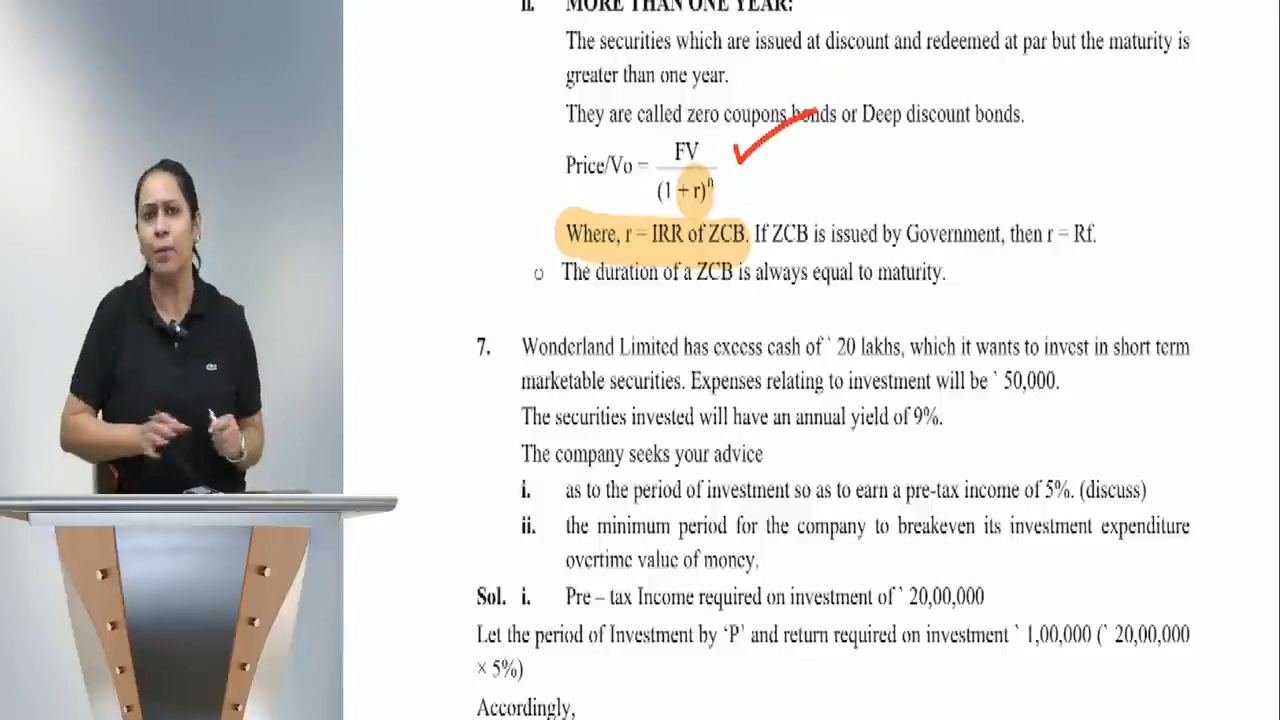 ii. MORE THAN ONE YEAR:
The securities which are issued at discount and redeemed at par but the maturity is
greater than one year.
They are called zero coupons bonds or Deep discount bonds.
Price/Vo = FV
(1 + r)ⁿ
Where, r = IRR of ZCB. If ZCB is issued by Government, then r = Rf.
o The duration of a ZCB is always equal to maturity.
7. Wonderland Limited has excess cash of ` 20 lakhs, which it wants to invest in short term
marketable securities. Expenses relating to investment will be ` 50,000.
The securities invested will have an annual yield of 9%.
The company seeks your advice
i. as to the period of investment so as to earn a pre-tax income of 5%. (discuss)
ii. the minimum period for the company to breakeven its investment expenditure
overtime value of money.
Sol. i. Pre – tax Income required on investment of ` 20,00,000
Let the period of Investment by ‘P’ and return required on investment ` 1,00,000 (` 20,00,000
× 5%)
Accordingly,